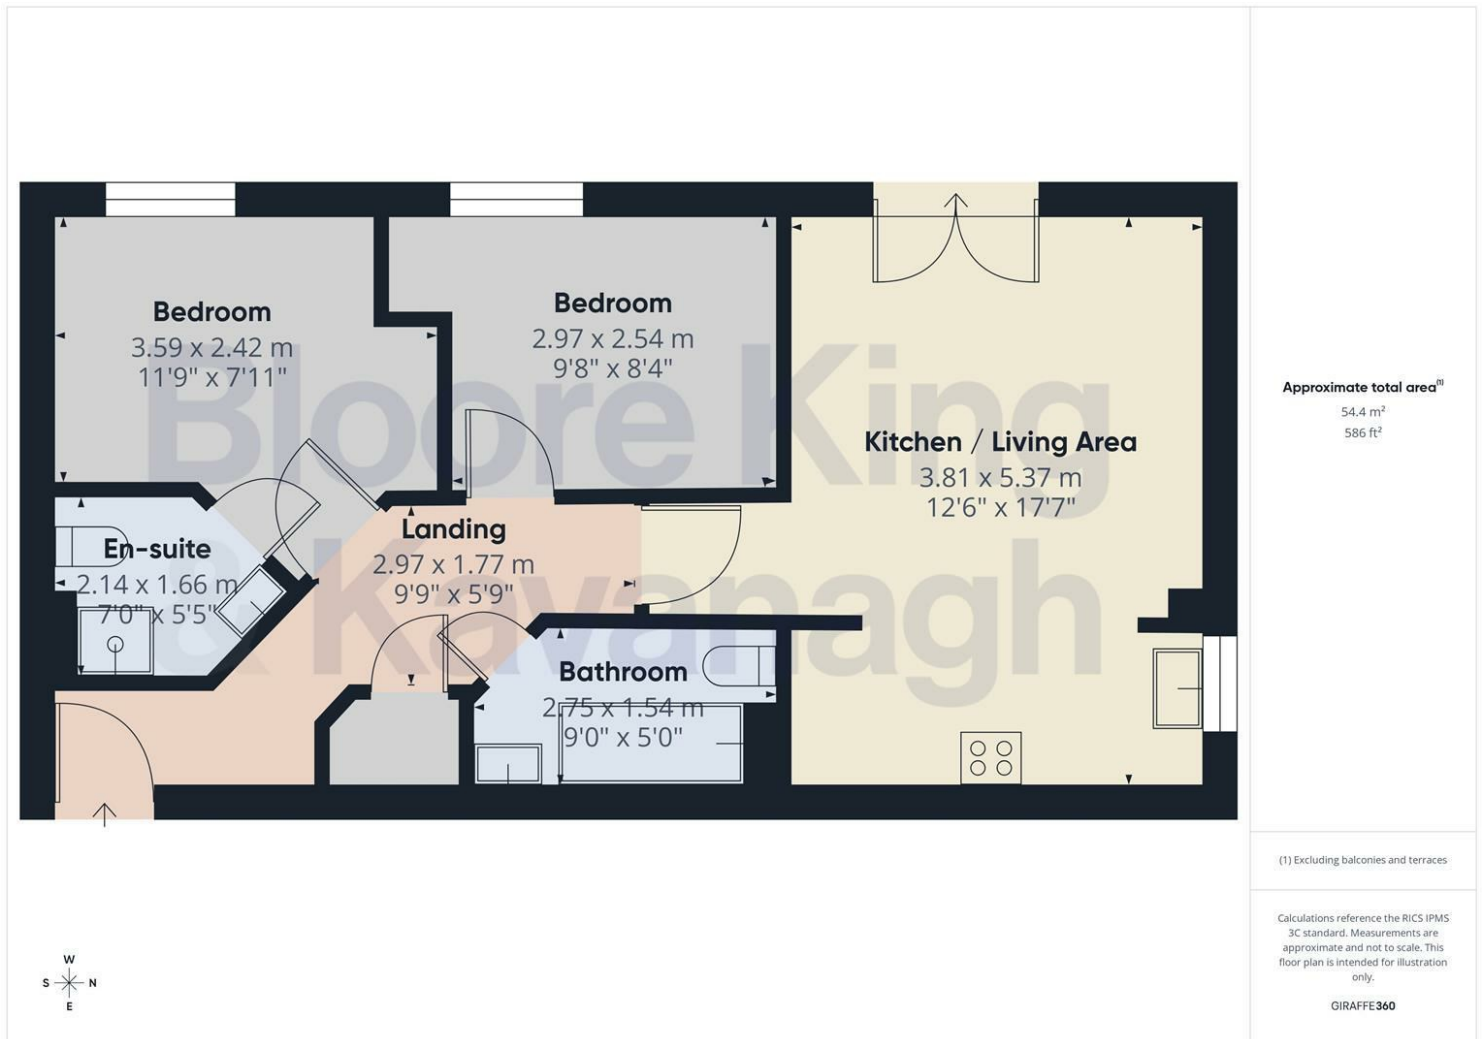 Bedroom
3.59 x 2.42 m
11'9" x 7'11"
Bedroom
2.97 x 2.54 m
9'8" x 8'4"
Kitchen / Living Area
3.81 x 5.37 m
12'6" x 17'7"
En-suite
2.14 x 1.66 m
7'0" x 5'5"
Landing
2.97 x 1.77 m
9'9" x 5'9"
Bathroom
2.75 x 1.54 m
9'0" x 5'0"
Bloore King
& Kavanagh
W
S N
E
Approximate total area(1)
54.4 m²
586 ft²
(1) Excluding balconies and terraces
Calculations reference the RICS IPMS
3C standard. Measurements are
approximate and not to scale. This
floor plan is intended for illustration
only.
GIRAFFE360